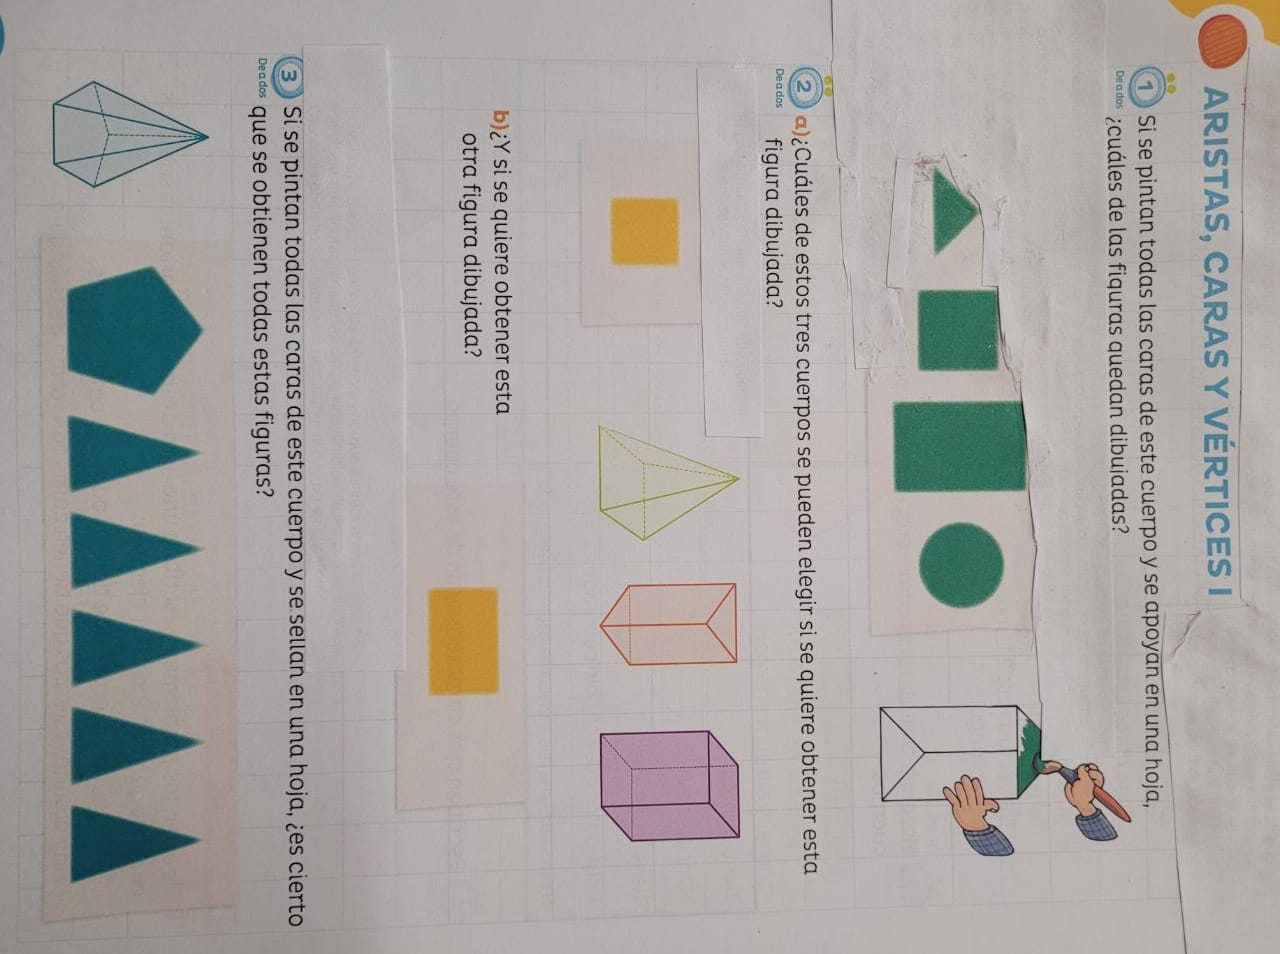 ARISTAS, CARAS Y VÉRTICES I
1 Si se pintan todas las caras de este cuerpo y se apoyan en una hoja,
De a dos ¿cuáles de las figuras quedan dibujadas?
2 a) ¿Cuáles de estos tres cuerpos se pueden elegir si se quiere obtener esta
De a dos figura dibujada?
b) ¿Y si se quiere obtener esta
otra figura dibujada?
3 Si se pintan todas las caras de este cuerpo y se sellan en una hoja, ¿es cierto
De a dos que se obtienen todas estas figuras?